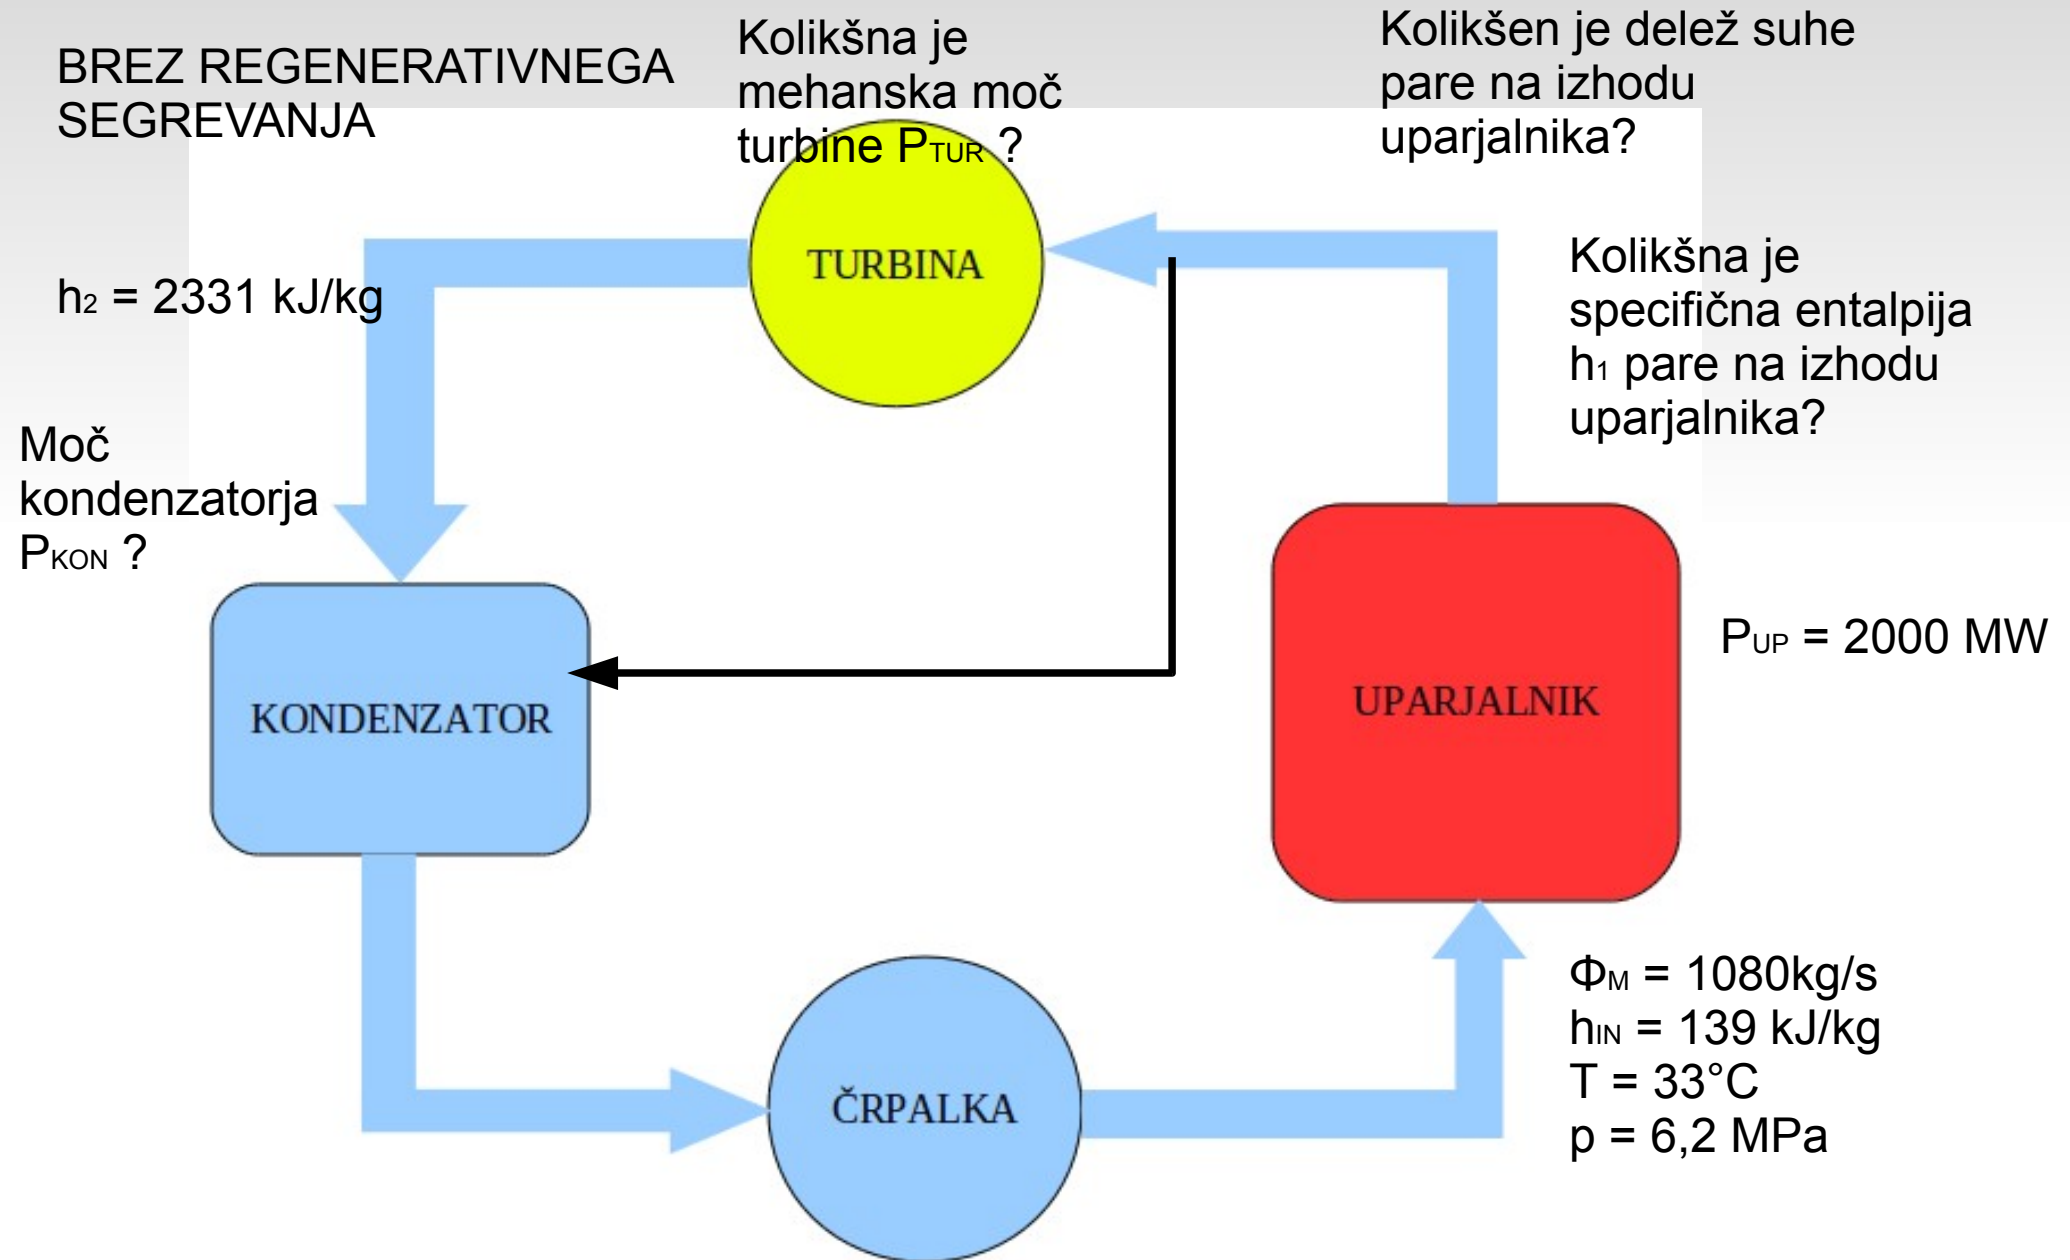 BREZ REGENERATIVNEGA
SEGREVANJA
Kolikšna je
mehanska moč
turbine PTUR ?
Kolikšen je delež suhe
pare na izhodu
uparjalnika?
TURBINA
h2 = 2331 kJ/kg
Kolikšna je
specifična entalpija
h1 pare na izhodu
uparjalnika?
Moč
kondenzatorja
PKON ?
KONDENZATOR
UPARJALNIK
PUP = 2000 MW
ČRPALKA
ΦM = 1080kg/s
hIN = 139 kJ/kg
T = 33°C
p = 6,2 MPa